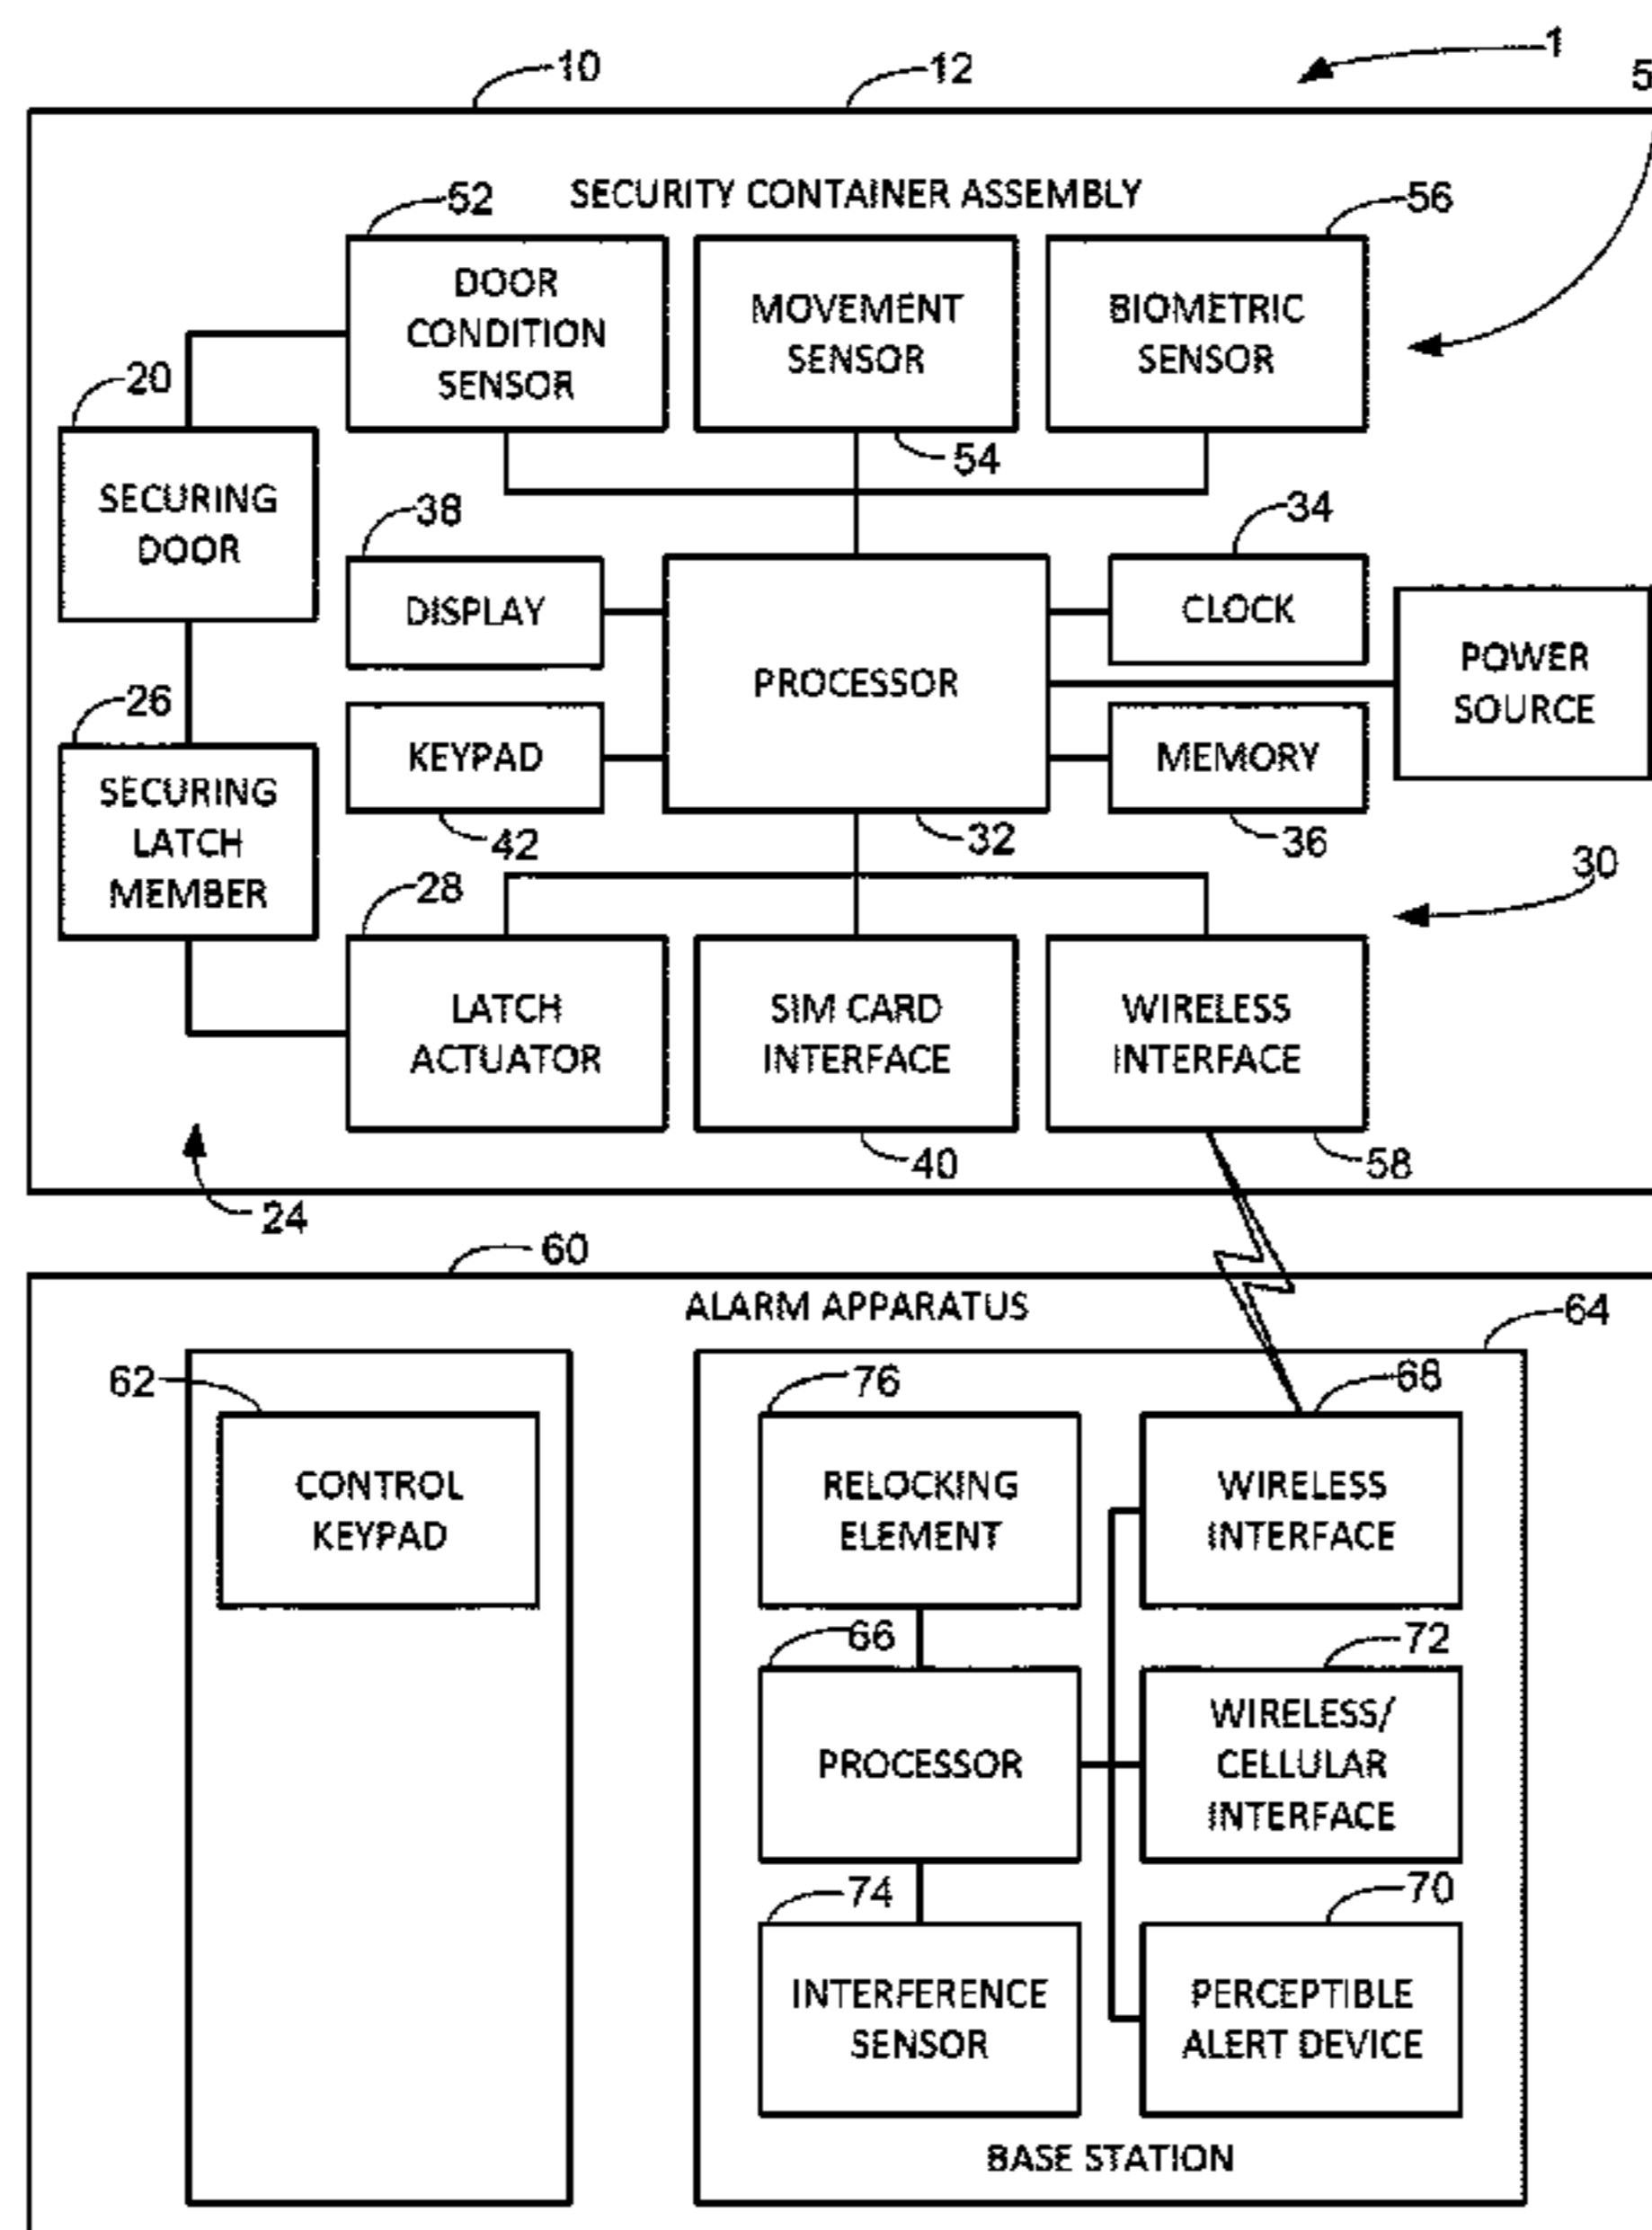 10
12
1
5
SECURITY CONTAINER ASSEMBLY
52
56
DOOR
CONDITION
SENSOR
MOVEMENT
SENSOR
BIOMETRIC
SENSOR
20
54
SECURING
DOOR
38
34
DISPLAY
CLOCK
PROCESSOR
POWER
SOURCE
26
KEYPAD
MEMORY
SECURING
LATCH
MEMBER
42
32
36
28
30
LATCH
ACTUATOR
SIM CARD
INTERFACE
WIRELESS
INTERFACE
40
58
24
60
ALARM APPARATUS
64
62
76
68
CONTROL
KEYPAD
RELOCKING
ELEMENT
WIRELESS
INTERFACE
66
72
PROCESSOR
WIRELESS/
CELLULAR
INTERFACE
74
70
INTERFERENCE
SENSOR
PERCEPTIBLE
ALERT DEVICE
BASE STATION